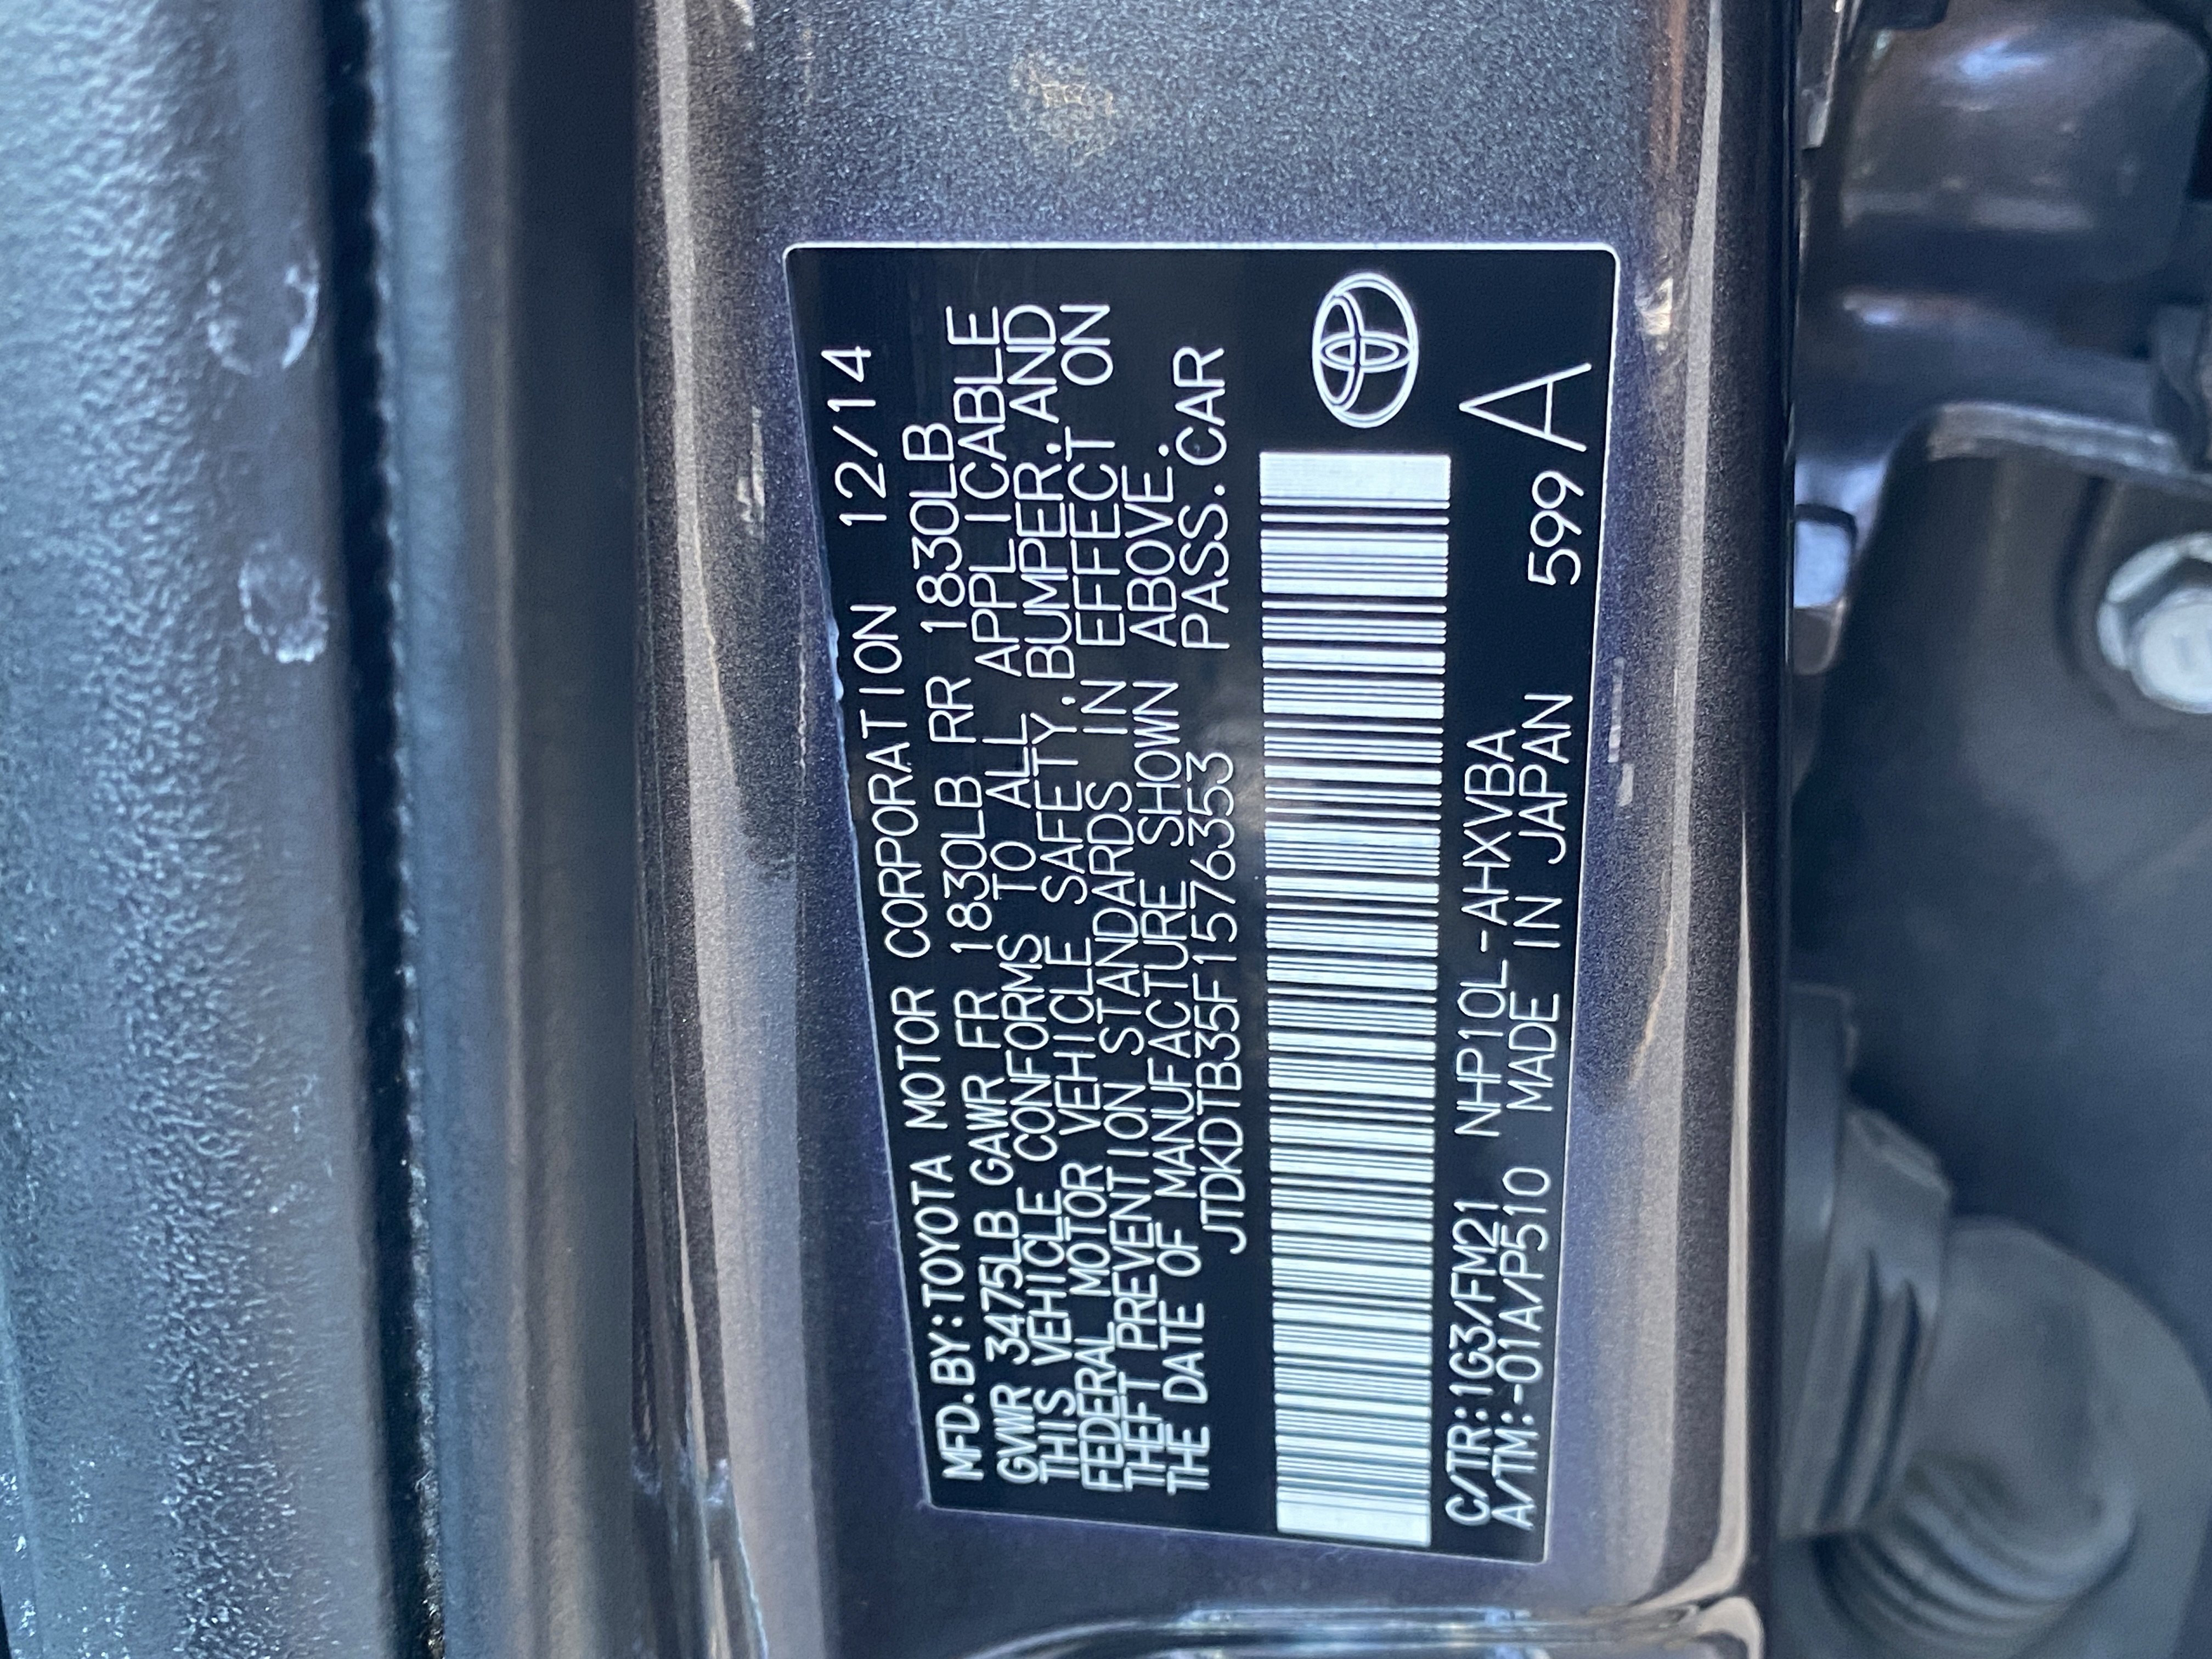 MFD.BY:TOYOTA MOTOR CORPORATION 12/14
GVWR 3475LB GAWR FR 1830LB RR 1830LB
THIS VEHICLE CONFORMS TO ALL APPLICABLE
FEDERAL MOTOR VEHICLE SAFETY,BUMPER,AND
THEFT PREVENTION STANDARDS IN EFFECT ON
THE DATE OF MANUFACTURE SHOWN ABOVE.
JTDKDTB35F1576353 PASS.CAR
C/TR:1G3/FM21 NHP10L-AHXVBA
A/TM:-01A/P510 MADE IN JAPAN 599 A